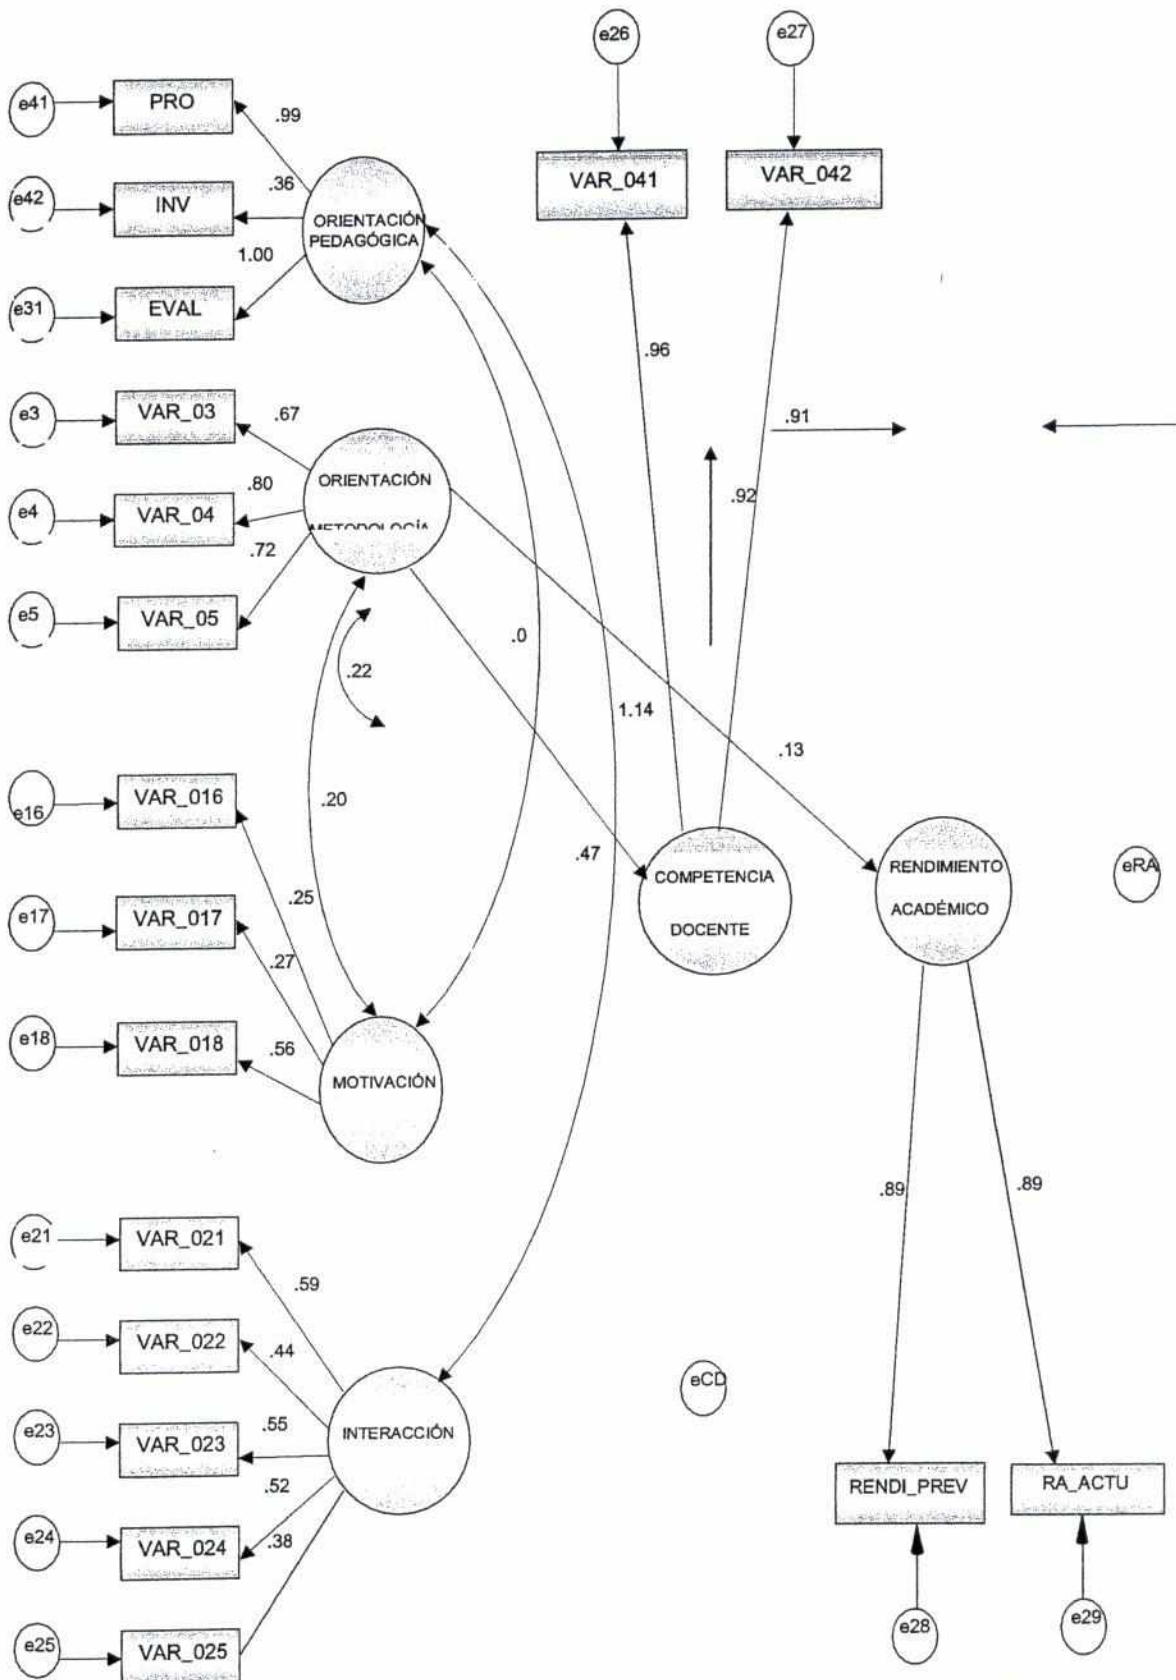 e26
e27
e41
PRO
.99
VAR_041
VAR_042
e42
INV
.36
ORIENTACIÓN
PEDAGÓGICA
1.00
e31
EVAL
.96
e3
VAR_03
.67
.91
ORIENTACIÓN
.80
METODOLOGÍA
e4
VAR_04
.92
.72
e5
VAR_05
.0
.22
1.14
.13
e16
VAR_016
.20
.47
COMPETENCIA
DOCENTE
RENDIMIENTO
ACADÉMICO
eRA
.25
e17
VAR_017
.27
e18
VAR_018
.56
MOTIVACIÓN
.89
.89
e21
VAR_021
.59
e22
VAR_022
.44
eCD
e23
VAR_023
.55
INTERACCIÓN
.52
RENDI_PREV
RA_ACTU
e24
VAR_024
.38
e25
VAR_025
e28
e29